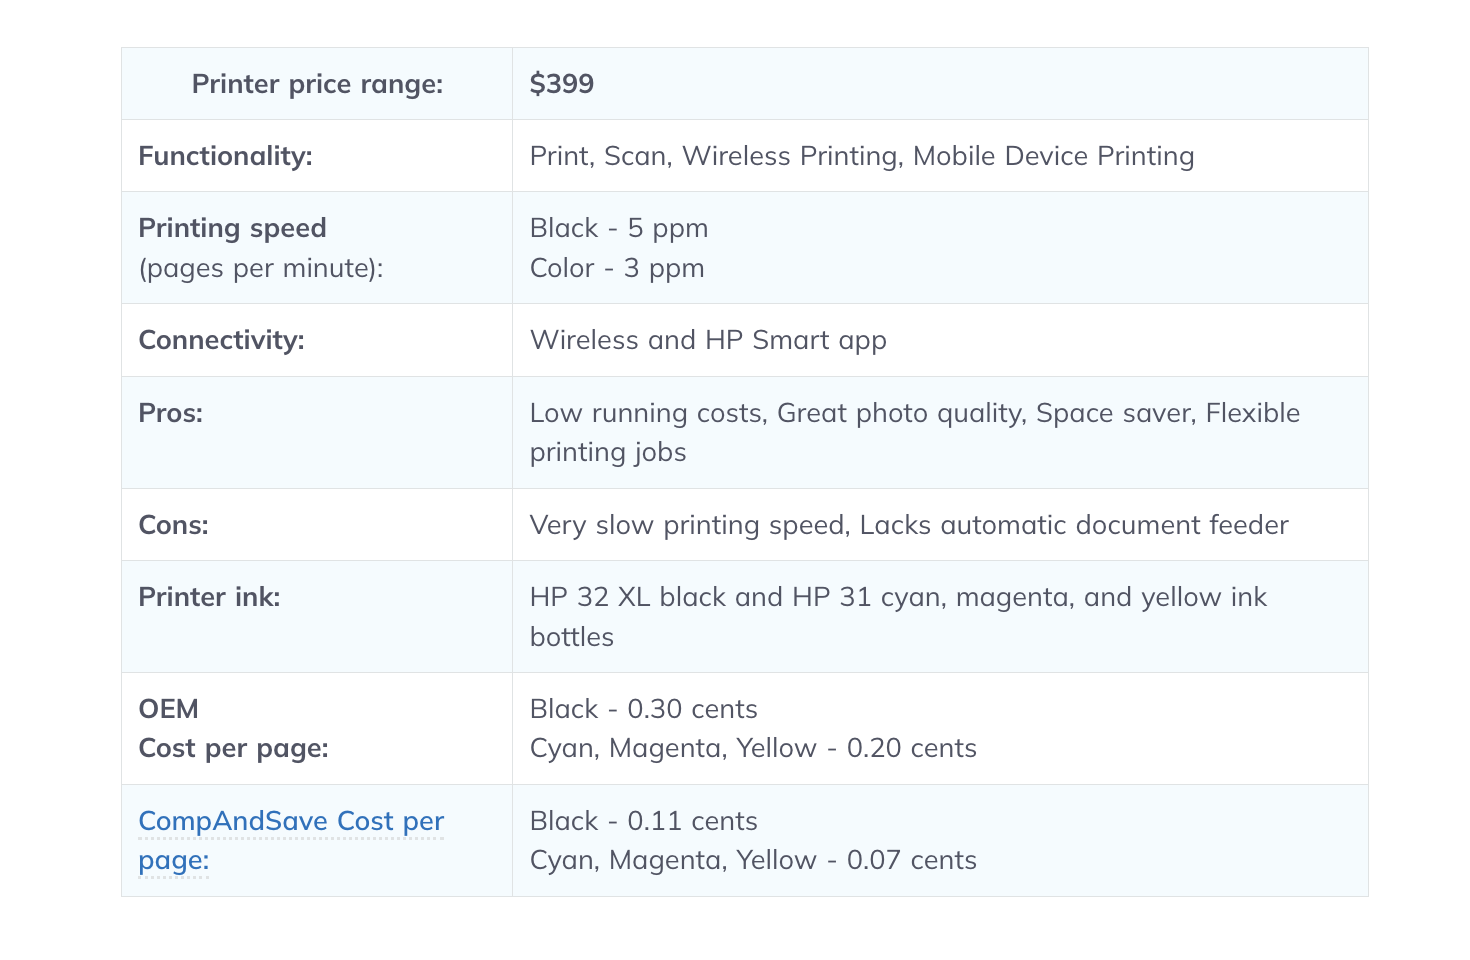 Printer price range: $399
Functionality: Print, Scan, Wireless Printing, Mobile Device Printing
Printing speed
(pages per minute):
Black - 5 ppm
Color - 3 ppm
Connectivity: Wireless and HP Smart app
Pros: Low running costs, Great photo quality, Space saver, Flexible
printing jobs
Cons: Very slow printing speed, Lacks automatic document feeder
Printer ink: HP 32 XL black and HP 31 cyan, magenta, and yellow ink
bottles
OEM
Cost per page:
Black - 0.30 cents
Cyan, Magenta, Yellow - 0.20 cents
CompAndSave Cost per
page:
Black - 0.11 cents
Cyan, Magenta, Yellow - 0.07 cents